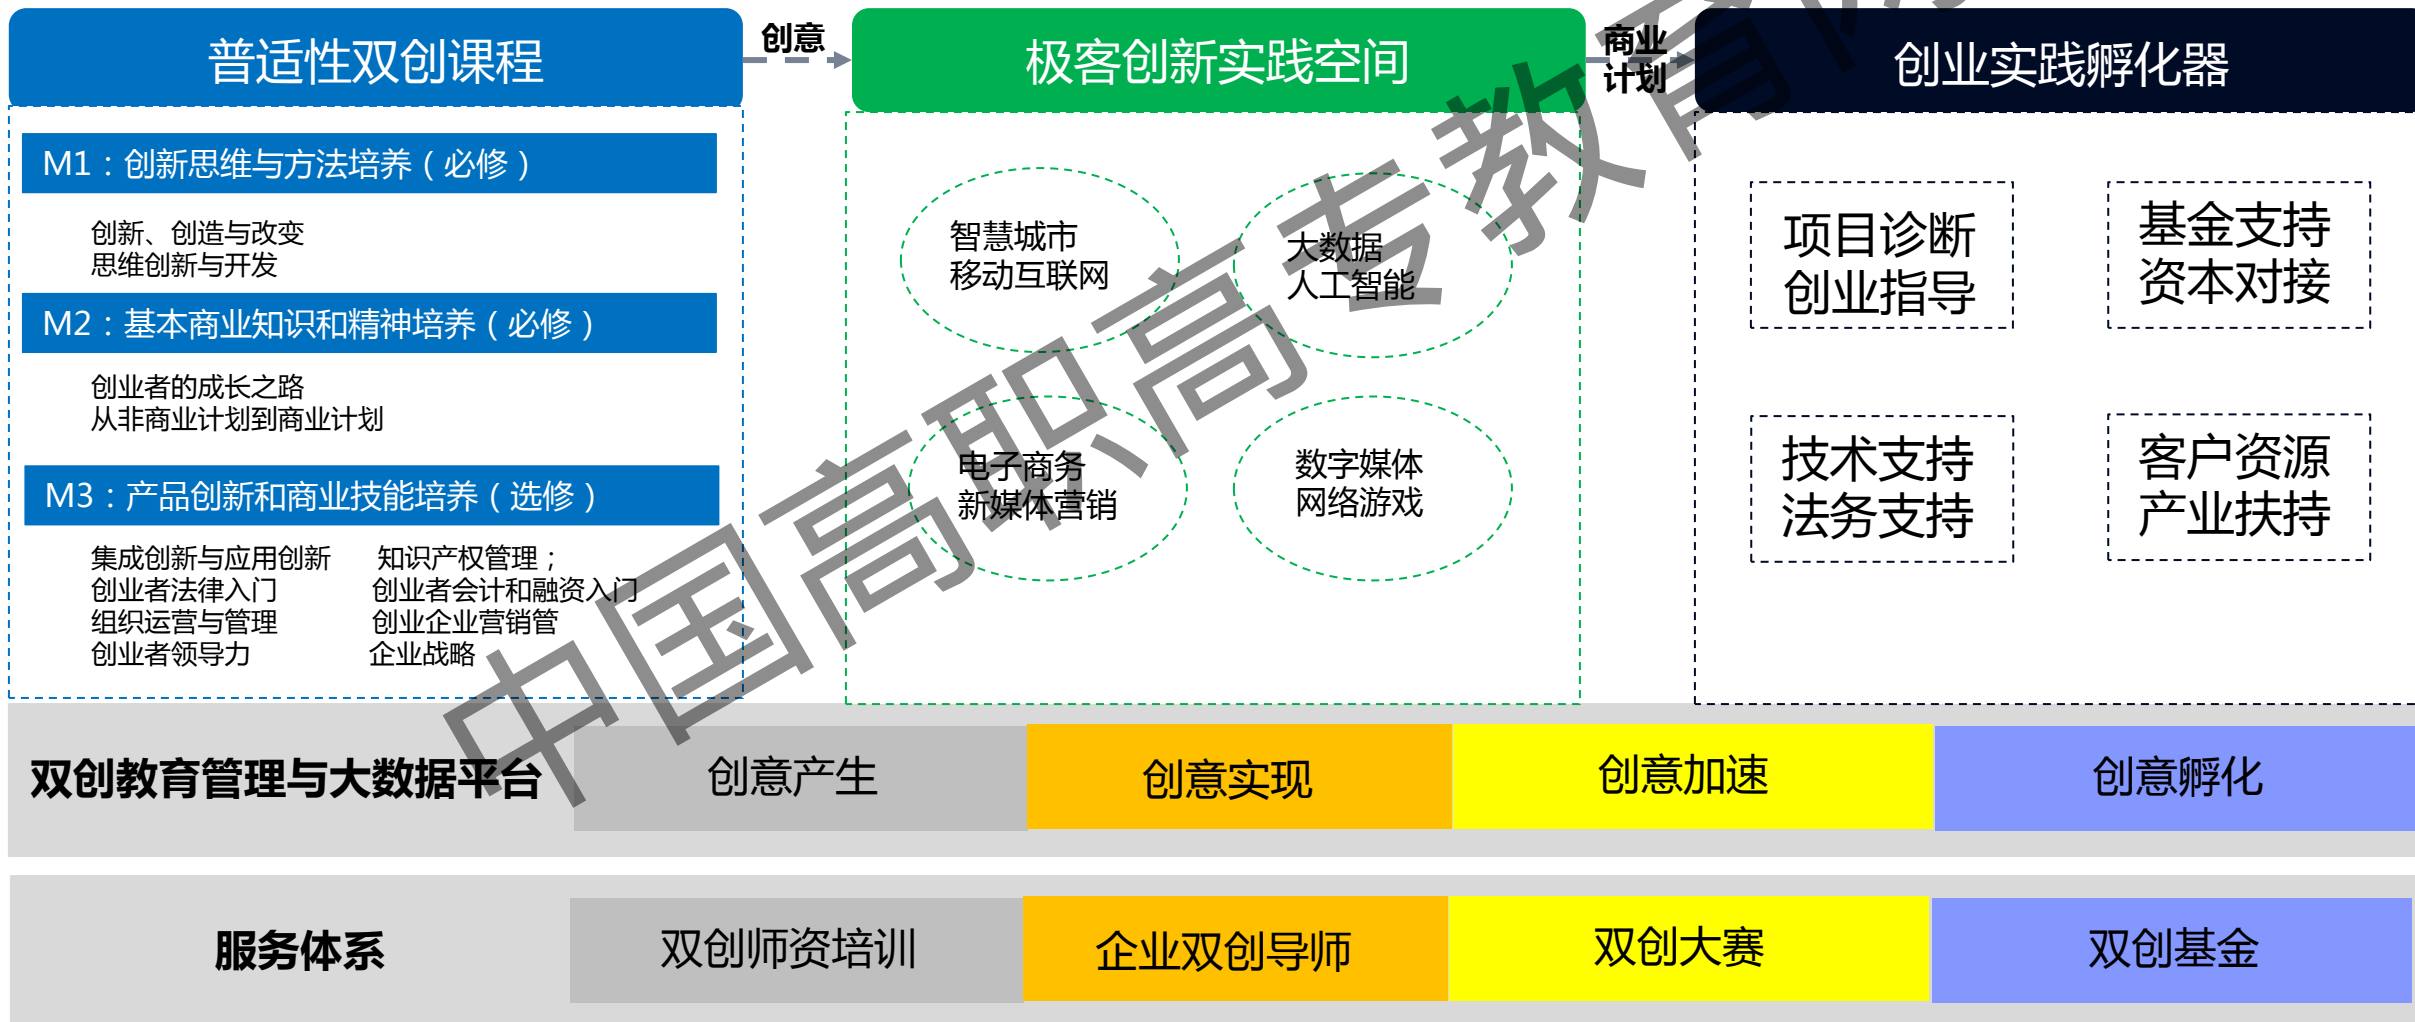 普适性双创课程
创意
极客创新实践空间
商业
计划
创业实践孵化器
M1：创新思维与方法培养（必修）
创新、创造与改变
思维创新与开发
M2：基本商业知识和精神培养（必修）
创业者的成长之路
从非商业计划到商业计划
M3：产品创新和商业技能培养（选修）
集成创新与应用创新 知识产权管理；
创业者法律入门 创业者会计和融资入门
组织运营与管理 创业企业营销管
创业者领导力 企业战略
智慧城市
移动互联网
大数据
人工智能
电子商务
新媒体营销
数字媒体
网络游戏
项目诊断
创业指导
基金支持
资本对接
技术支持
法务支持
客户资源
产业扶持
双创教育管理与大数据平台
创意产生
创意实现
创意加速
创意孵化
服务体系
双创师资培训
企业双创导师
双创大赛
双创基金
中国高职高专教育网